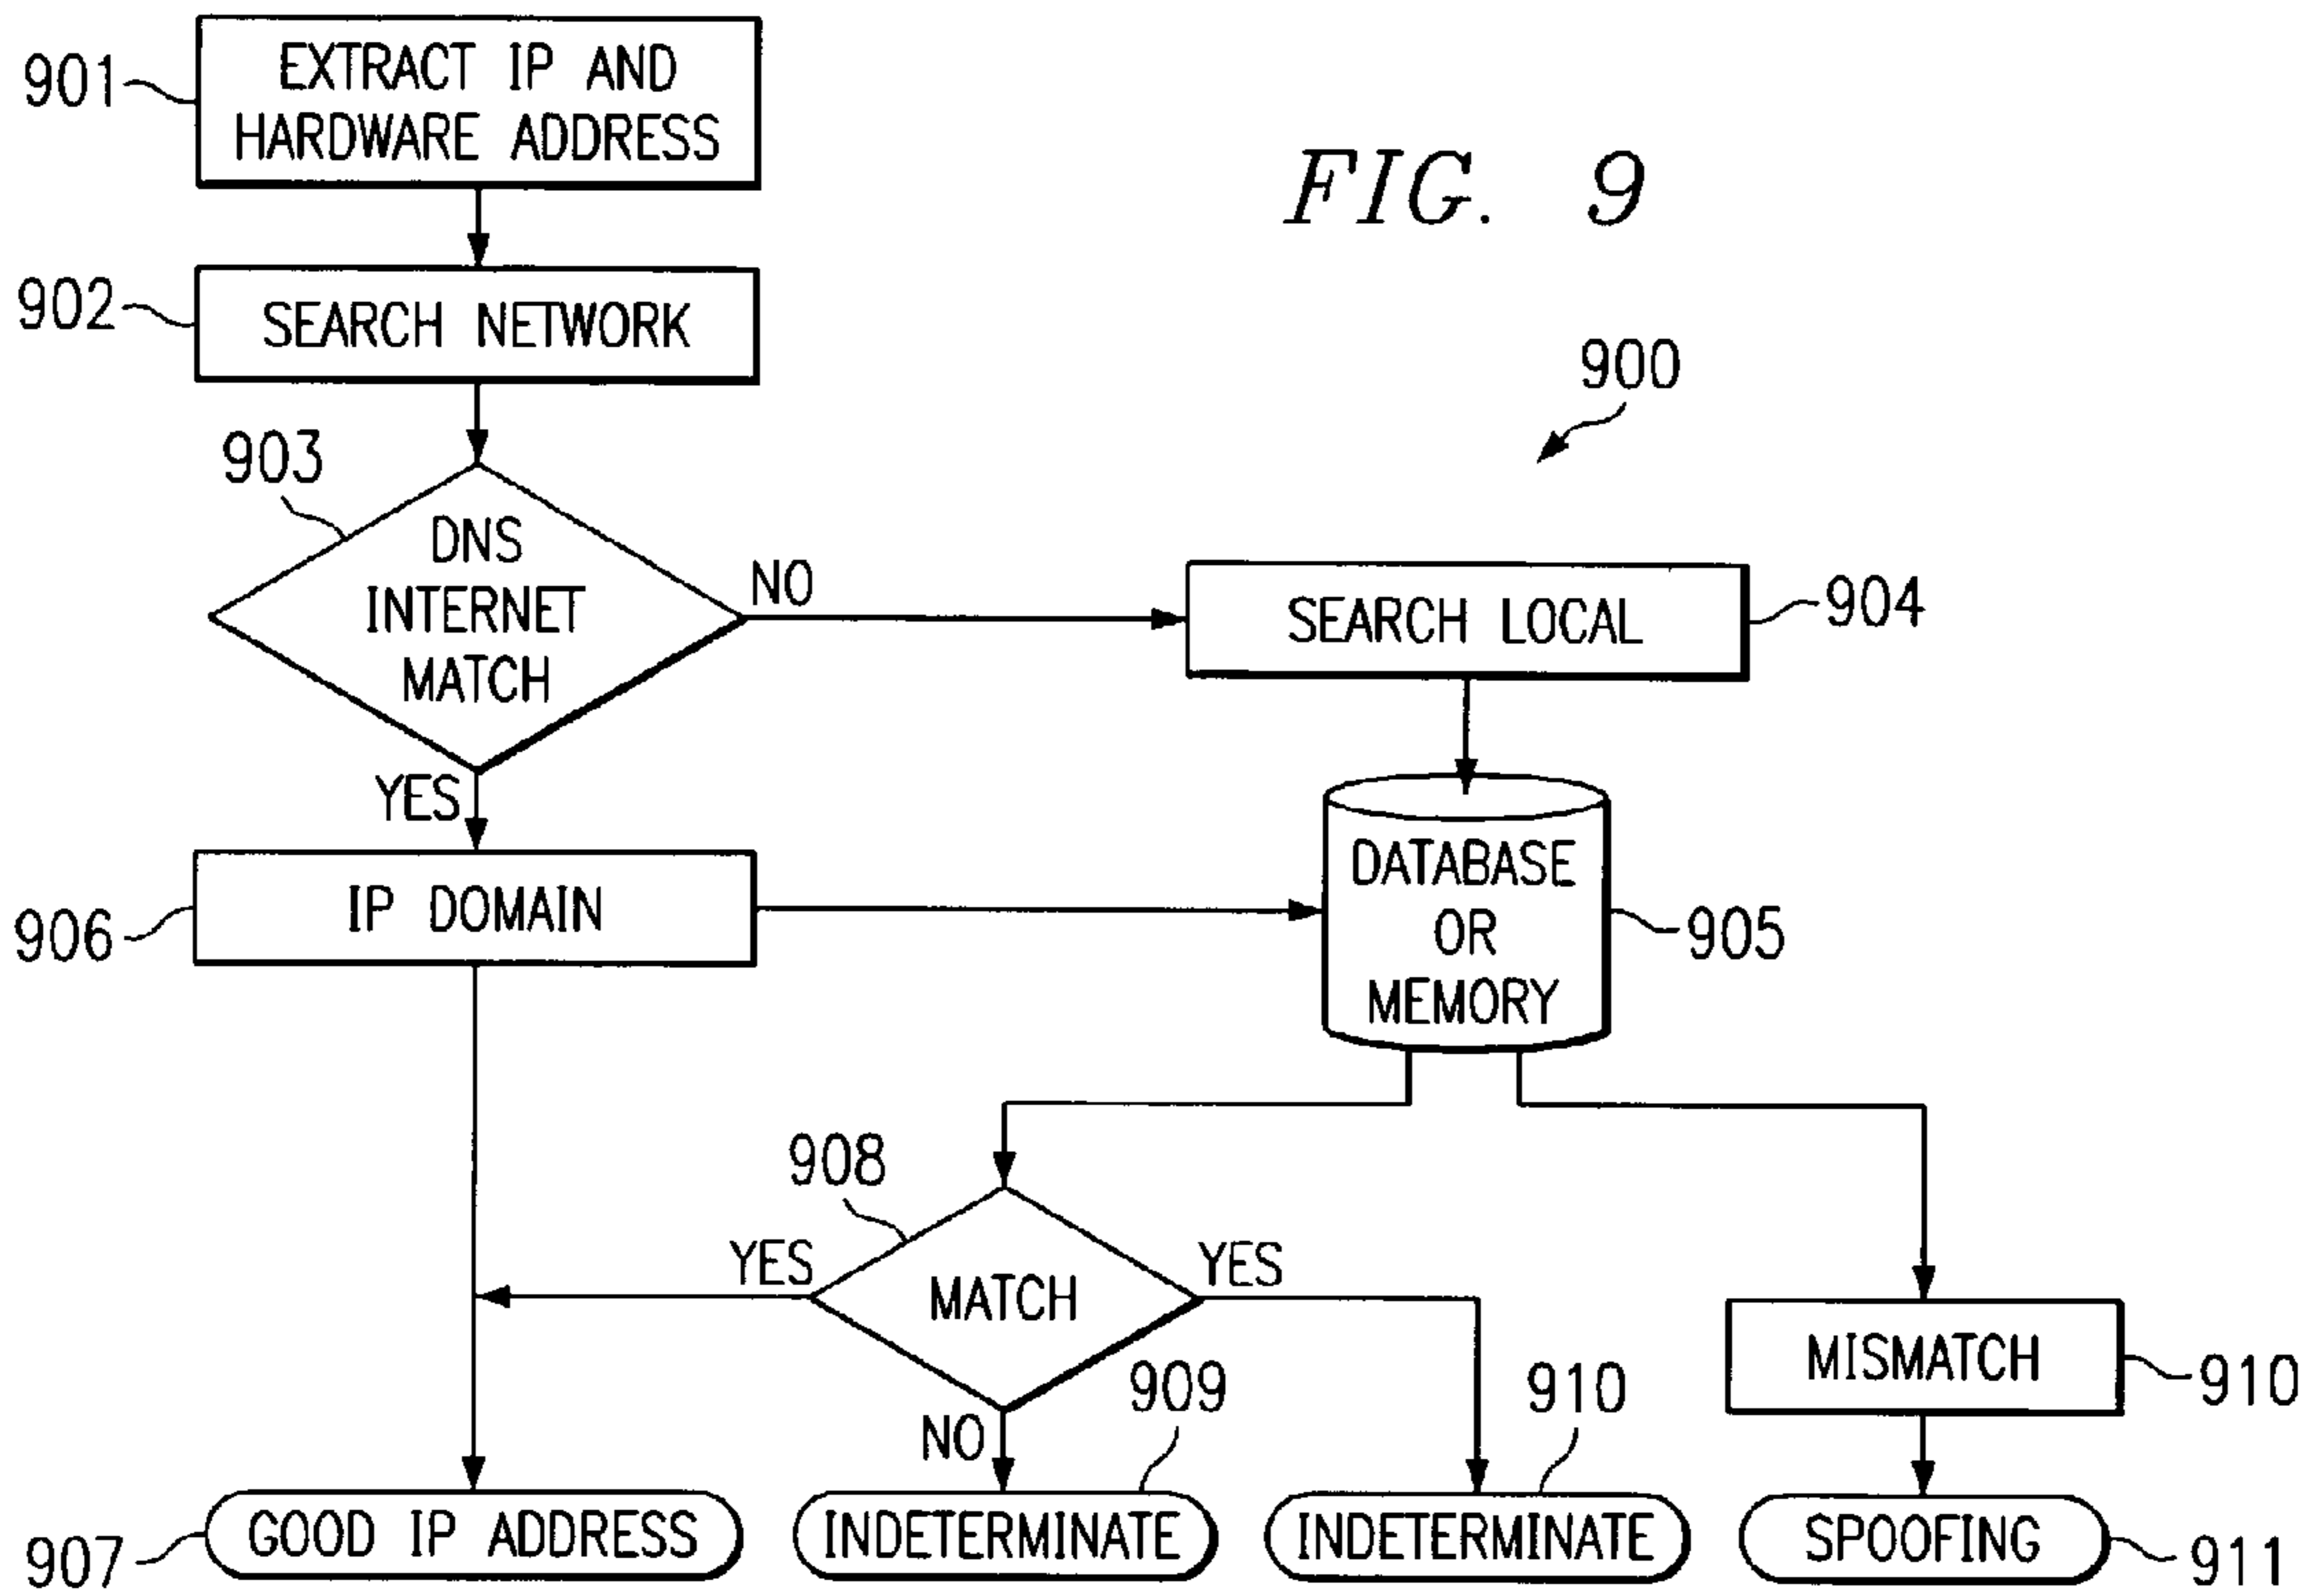 901
EXTRACT IP AND
HARDWARE ADDRESS
FIG. 9
902
SEARCH NETWORK
900
903
DNS
INTERNET
MATCH
NO
SEARCH LOCAL
904
YES
906
IP DOMAIN
DATABASE
OR
MEMORY
905
908
YES
MATCH
YES
NO
909
910
MISMATCH
910
907
GOOD IP ADDRESS
INDETERMINATE
INDETERMINATE
SPOOFING
911